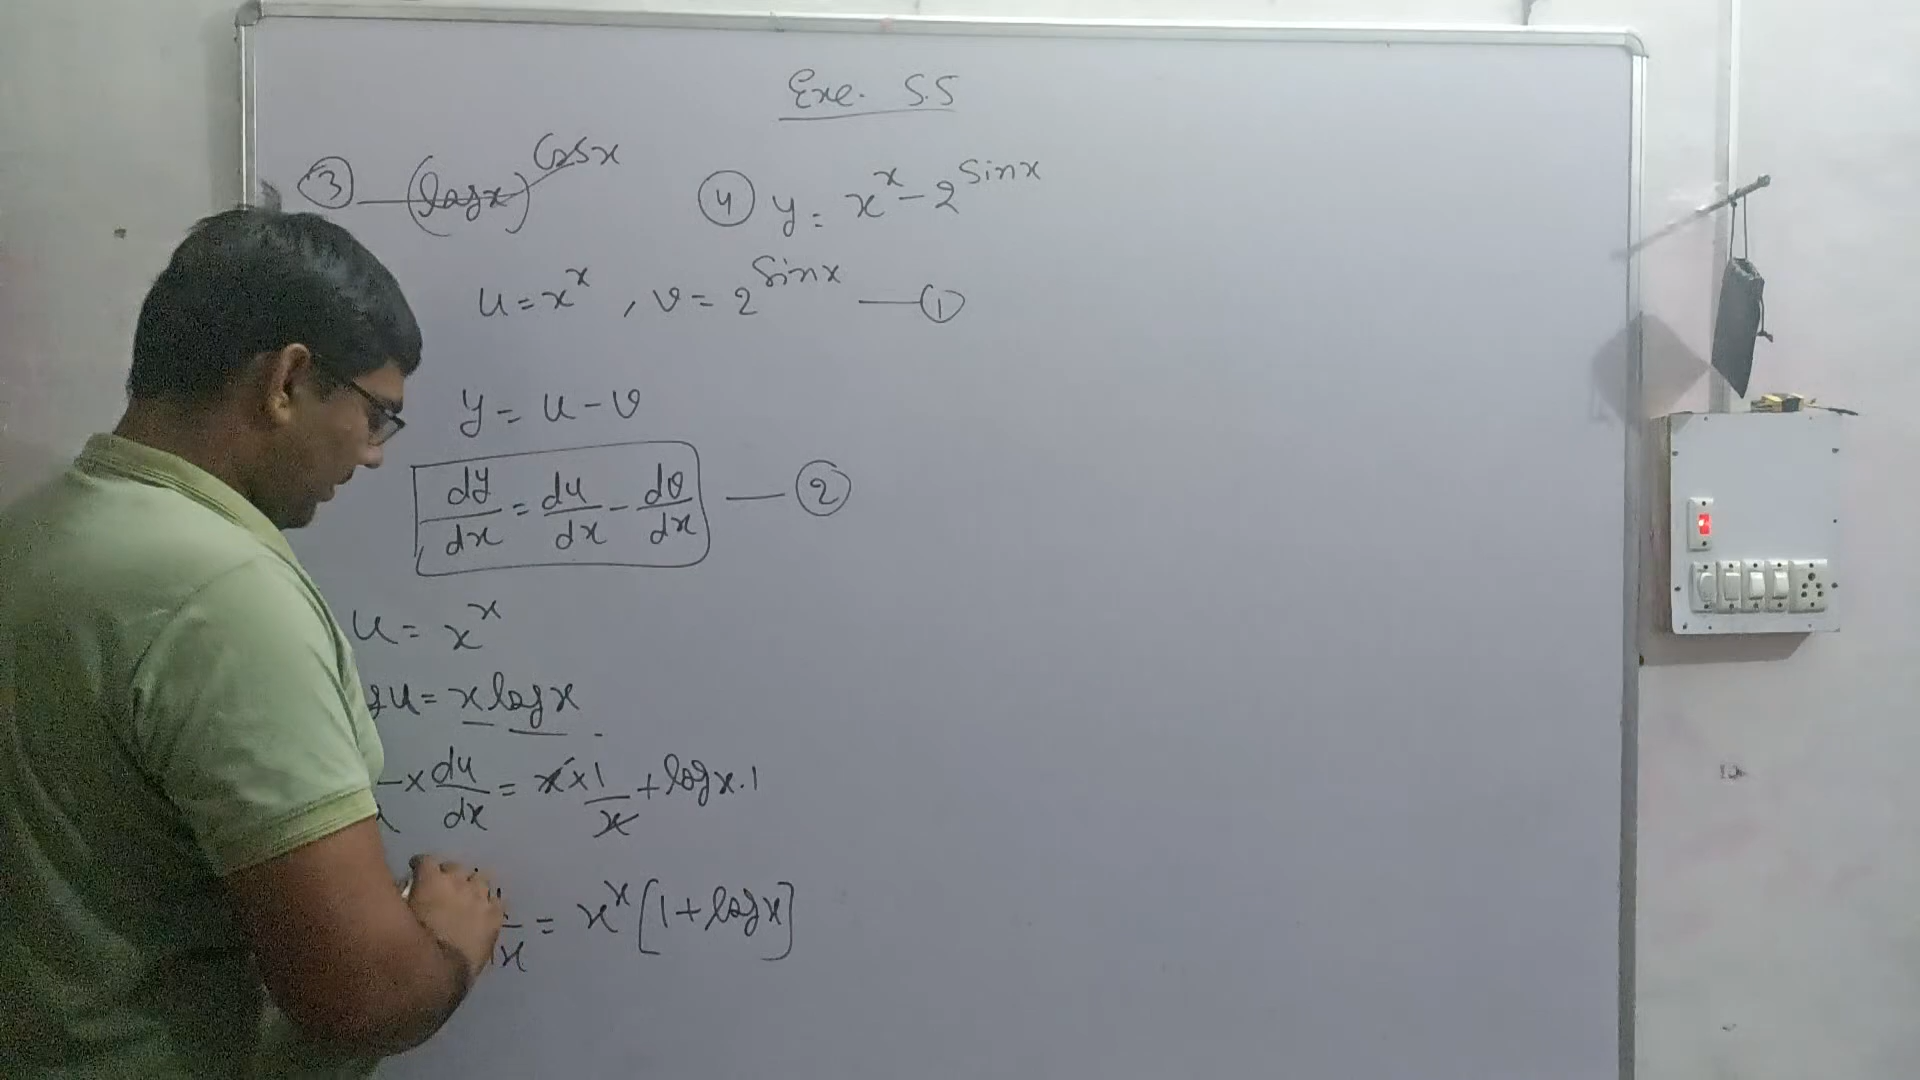 Exe. 5.5
③ (logx)^cosx
④ y = x^x - 2^sinx
u = x^x , v = 2^sinx —①
y = u - v
dy/dx = du/dx - dv/dx — ②
u = x^x
g u = x log x
× du/dx = x × 1/x + log x . 1
x = x^x [1 + log x]